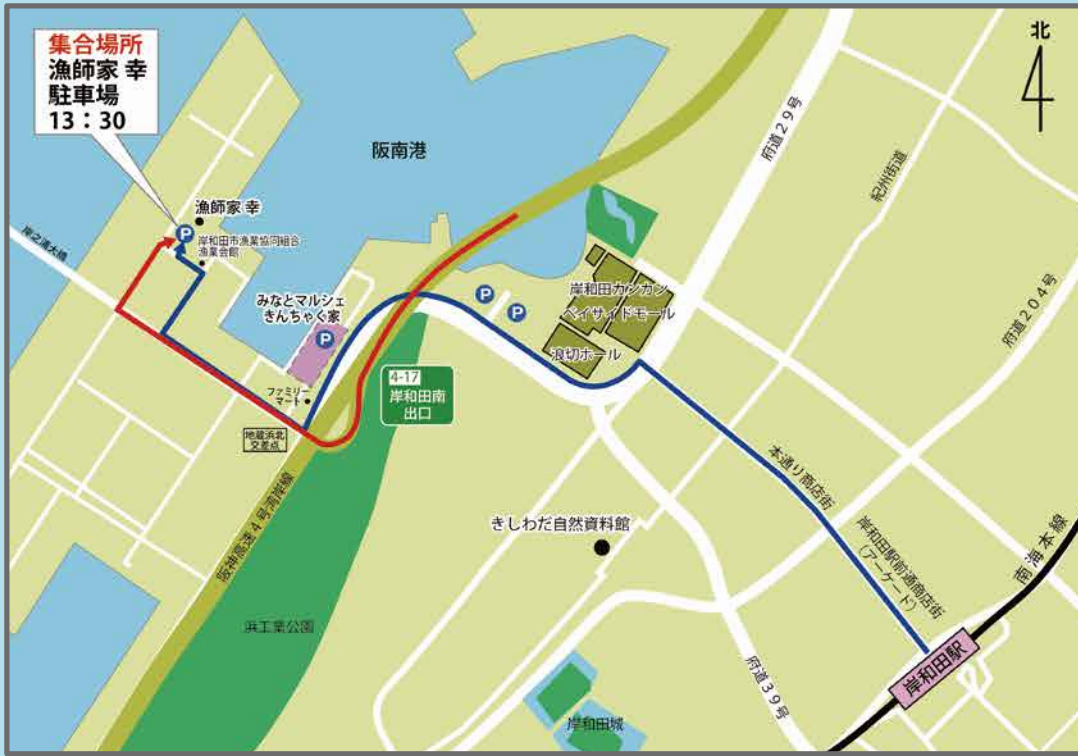 集合場所
漁師家 幸
駐車場
13：30
北
阪南港
府道29号
紀州街道
漁師家 幸
P
岸和田市漁業協同組合
漁業会館
岸之浦大橋
みなとマルシェ
きんちゃく家
P
P
P
岸和田カンカン
ベイサイドモール
浪切ホール
府道204号
4-17
岸和田南
出口
ファミリー
マート
地蔵浜北
交差点
阪神高速4号湾岸線
本通り商店街
きしわだ自然資料館
岸和田駅前通商店街
(アーケード)
南海本線
浜工業公園
岸和田駅
府道39号
岸和田城